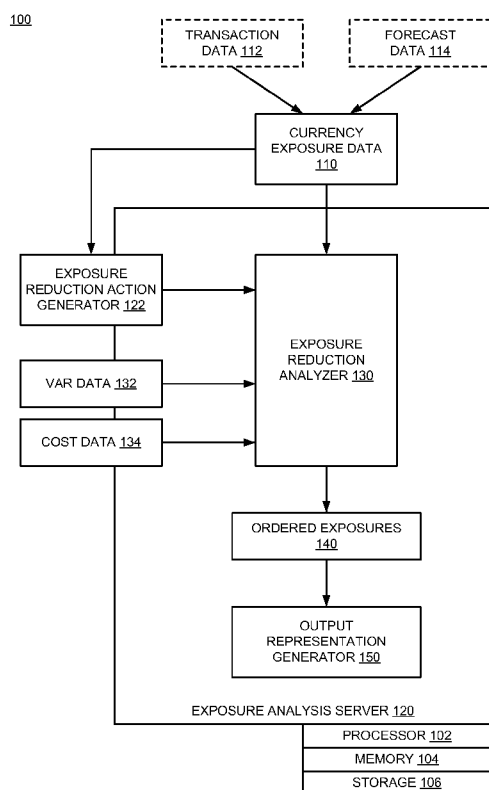 100
TRANSACTION
DATA 112
FORECAST
DATA 114
CURRENCY
EXPOSURE DATA
110
EXPOSURE
REDUCTION ACTION
GENERATOR 122
EXPOSURE
REDUCTION
ANALYZER 130
VAR DATA 132
COST DATA 134
ORDERED EXPOSURES
140
OUTPUT
REPRESENTATION
GENERATOR 150
EXPOSURE ANALYSIS SERVER 120
PROCESSOR 102
MEMORY 104
STORAGE 106